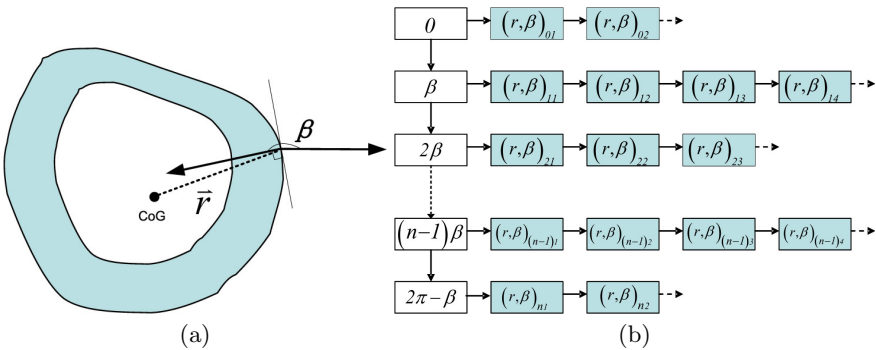 β
r⃗
CoG
(a)
0 (r,β)₀₁ (r,β)₀₂
β (r,β)₁₁ (r,β)₁₂ (r,β)₁₃ (r,β)₁₄
2β (r,β)₂₁ (r,β)₂₂ (r,β)₂₃
(n−1)β (r,β)₍ₙ₋₁₎₁ (r,β)₍ₙ₋₁₎₂ (r,β)₍ₙ₋₁₎₃ (r,β)₍ₙ₋₁₎₄
2π−β (r,β)ₙ₁ (r,β)ₙ₂
(b)